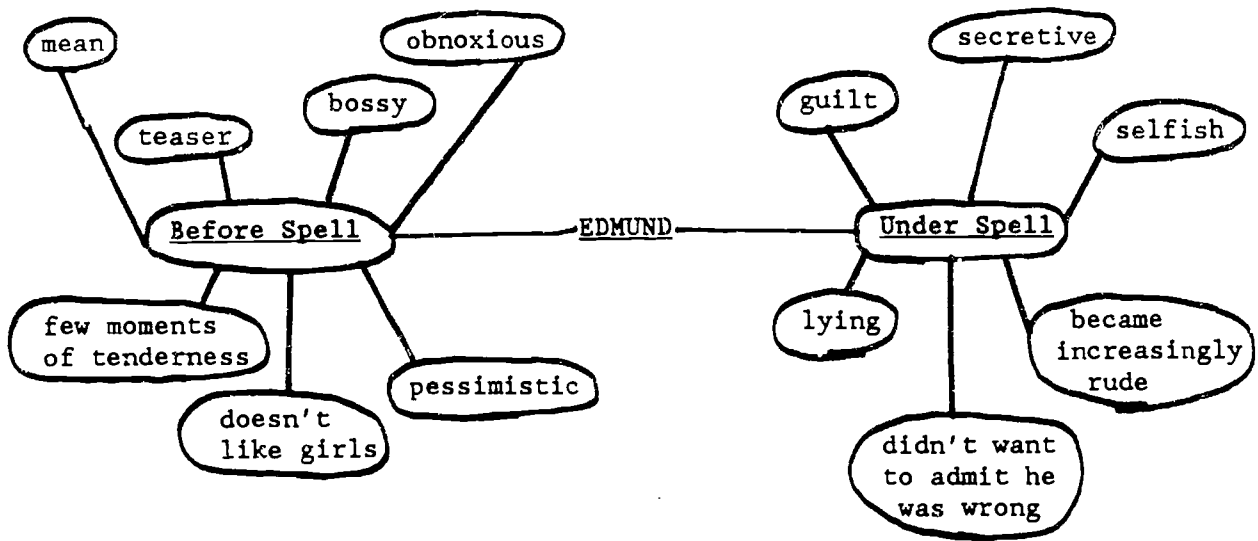 mean
obnoxious
secretive
teaser
bossy
guilt
selfish
Before Spell
EDMUND
Under Spell
few moments
of tenderness
doesn't
like girls
pessimistic
lying
became
increasingly
rude
didn't want
to admit he
was wrong